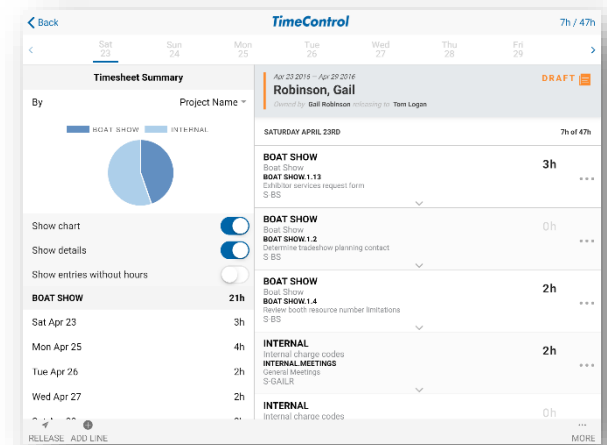 Back
TimeControl
7h / 47h
Sat 23
Sun 24
Mon 25
Tue 26
Wed 27
Thu 28
Fri 29
Timesheet Summary
By
Project Name
BOAT SHOW
INTERNAL
Show chart
Show details
Show entries without hours
BOAT SHOW 21h
Sat Apr 23 3h
Mon Apr 25 4h
Tue Apr 26 2h
Wed Apr 27 2h
RELEASE
ADD LINE
Apr 23 2016 – Apr 29 2016
DRAFT
Robinson, Gail
Owned by Gail Robinson releasing to Tom Logan
SATURDAY APRIL 23RD 7h of 47h
BOAT SHOW
Boat Show
BOAT SHOW.1.13
Exhibitor services request form
S-BS
3h
BOAT SHOW
Boat Show
BOAT SHOW.1.2
Determine tradeshow planning contact
S-BS
0h
BOAT SHOW
Boat Show
BOAT SHOW.1.4
Review booth resource number limitations
S-BS
2h
INTERNAL
Internal charge codes
INTERNAL.MEETINGS
General Meetings
S-GAILR
2h
INTERNAL
Internal charge codes
0h
MORE